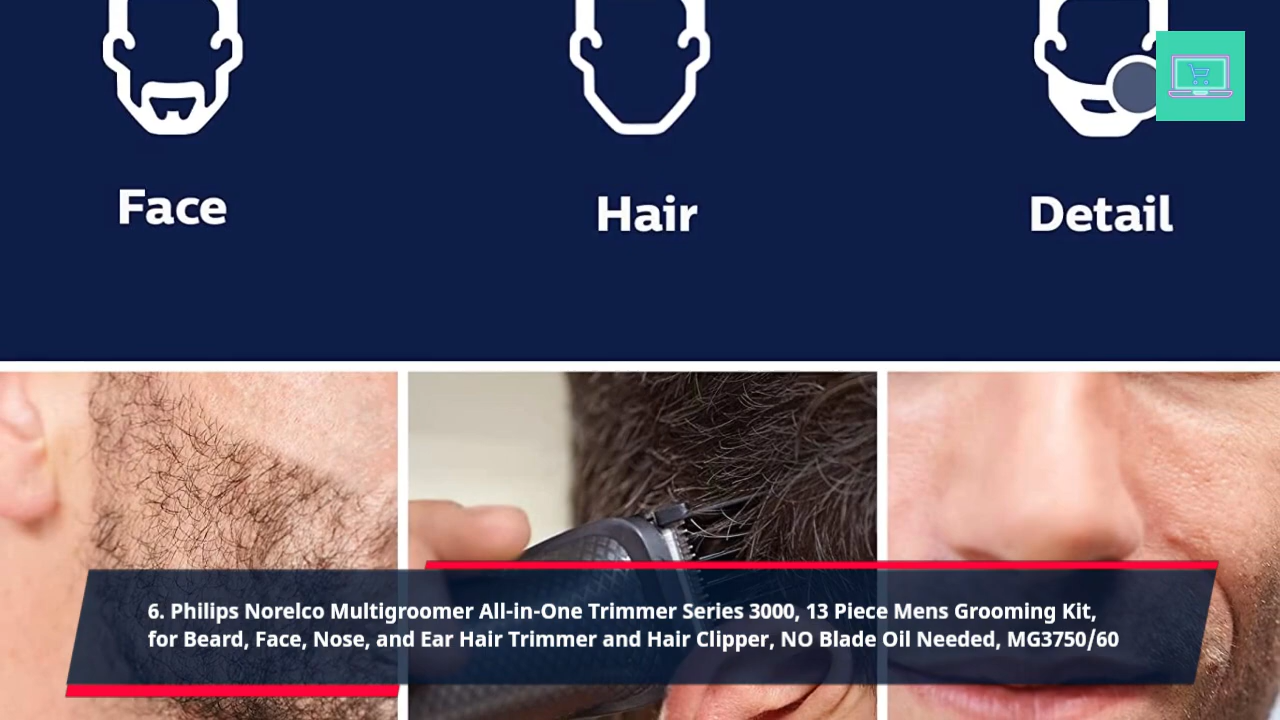 Face
Hair
Detail
6. Philips Norelco Multigroomer All-in-One Trimmer Series 3000, 13 Piece Mens Grooming Kit,
for Beard, Face, Nose, and Ear Hair Trimmer and Hair Clipper, NO Blade Oil Needed, MG3750/60